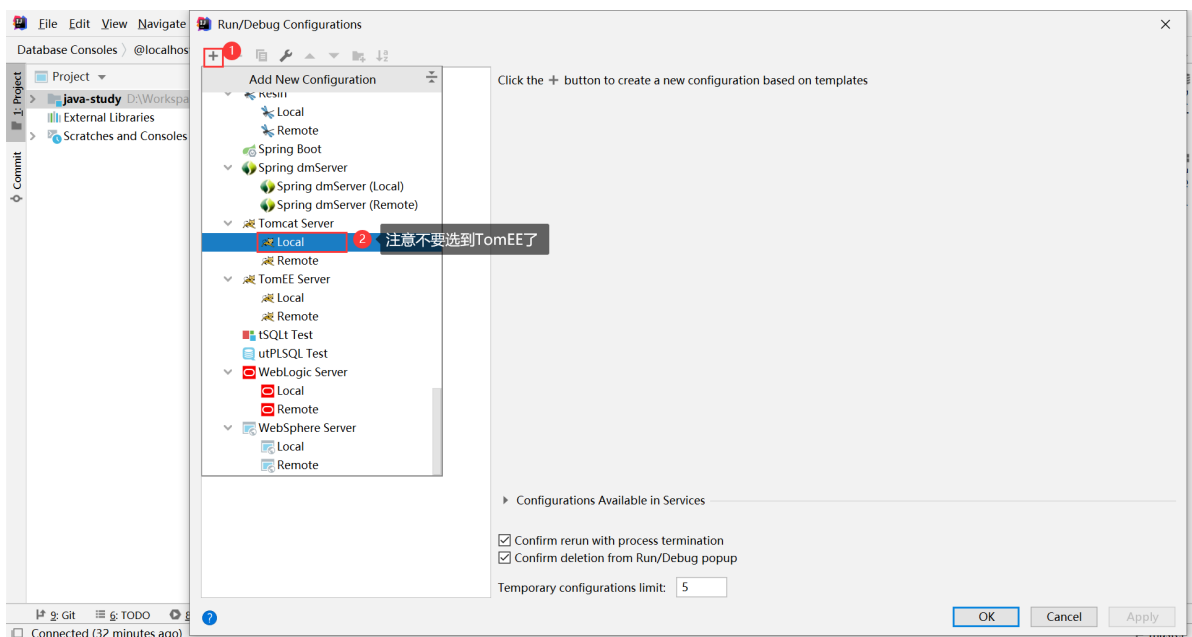 File Edit View Navigate
Run/Debug Configurations
Database Consoles @localhos
1
Project
Add New Configuration
Click the + button to create a new configuration based on templates
1: Project
java-study D:\Workspa
Resin
External Libraries
Local
Scratches and Consoles
Remote
Commit
Spring Boot
Spring dmServer
Spring dmServer (Local)
Spring dmServer (Remote)
Tomcat Server
Local
2 注意不要选到TomEE了
Remote
TomEE Server
Local
Remote
tSQLt Test
utPLSQL Test
WebLogic Server
Local
Remote
WebSphere Server
Local
Remote
Configurations Available in Services
Confirm rerun with process termination
Confirm deletion from Run/Debug popup
Temporary configurations limit: 5
9: Git 6: TODO 8
? OK Cancel Apply
Connected (32 minutes ago)